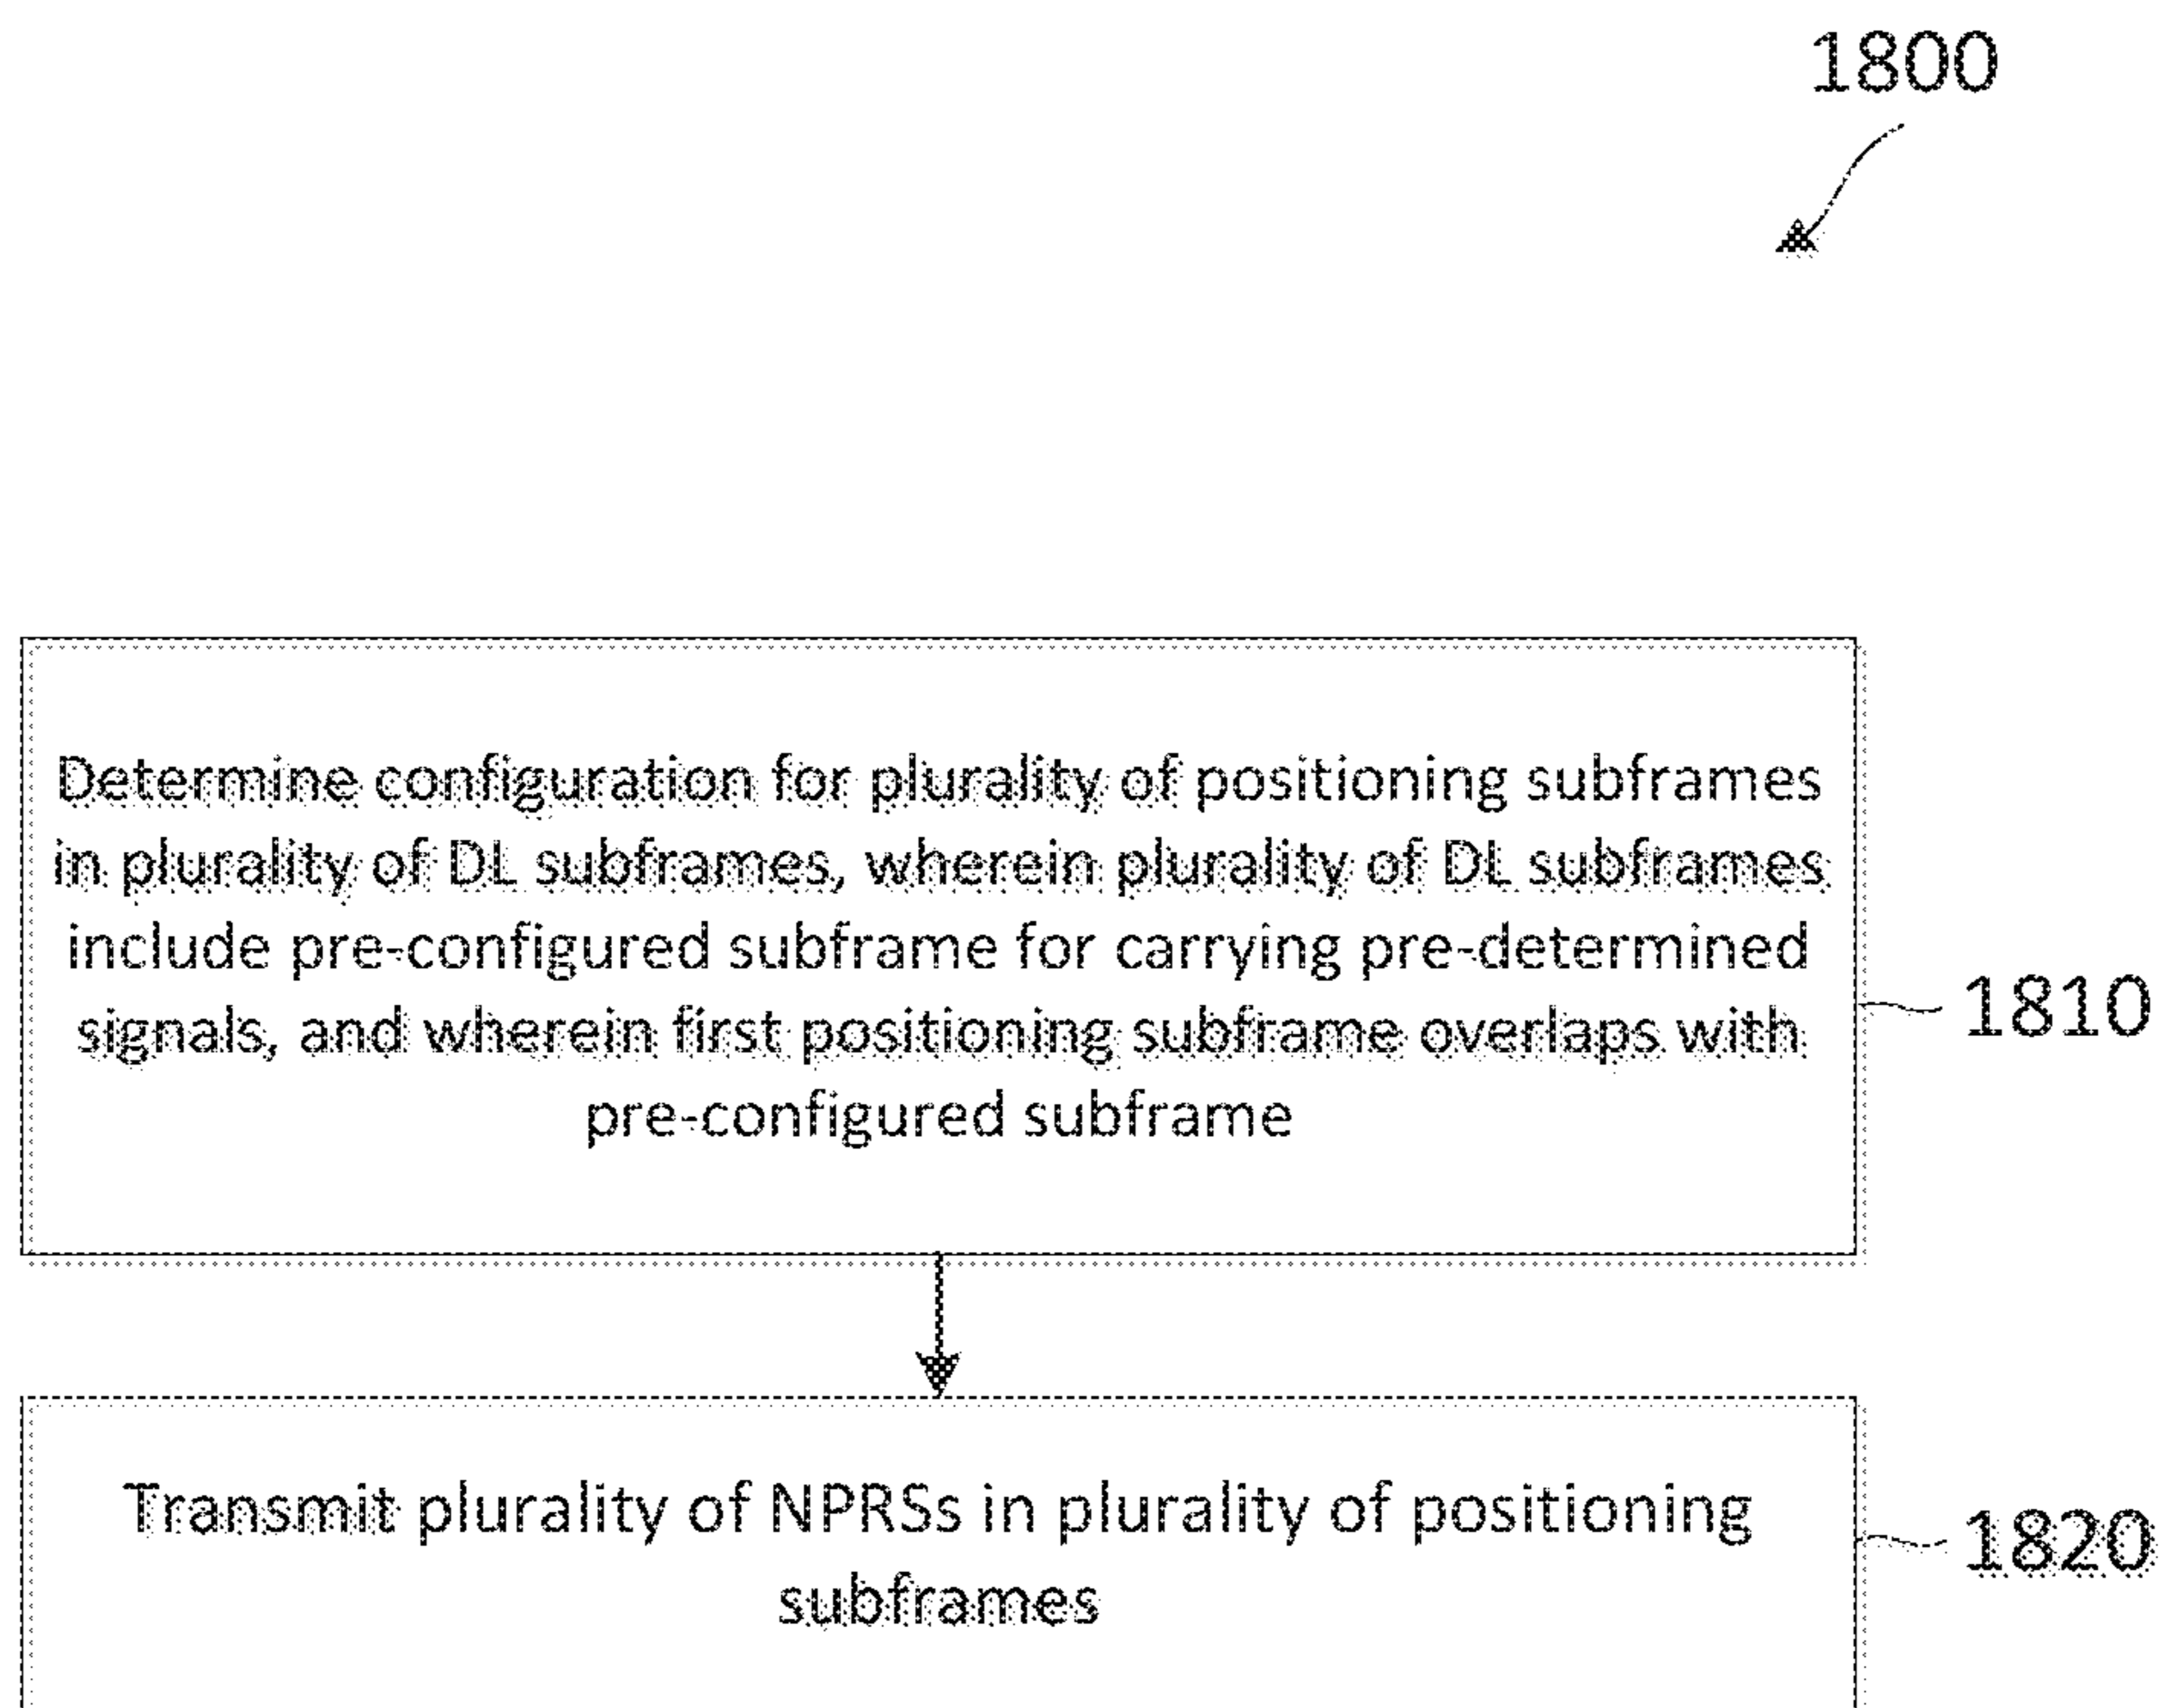 1800
Determine configuration for plurality of positioning subframes
in plurality of DL subframes, wherein plurality of DL subframes
include pre-configured subframe for carrying pre-determined
signals, and wherein first positioning subframe overlaps with
pre-configured subframe
1810
Transmit plurality of NPRSs in plurality of positioning
subframes
1820